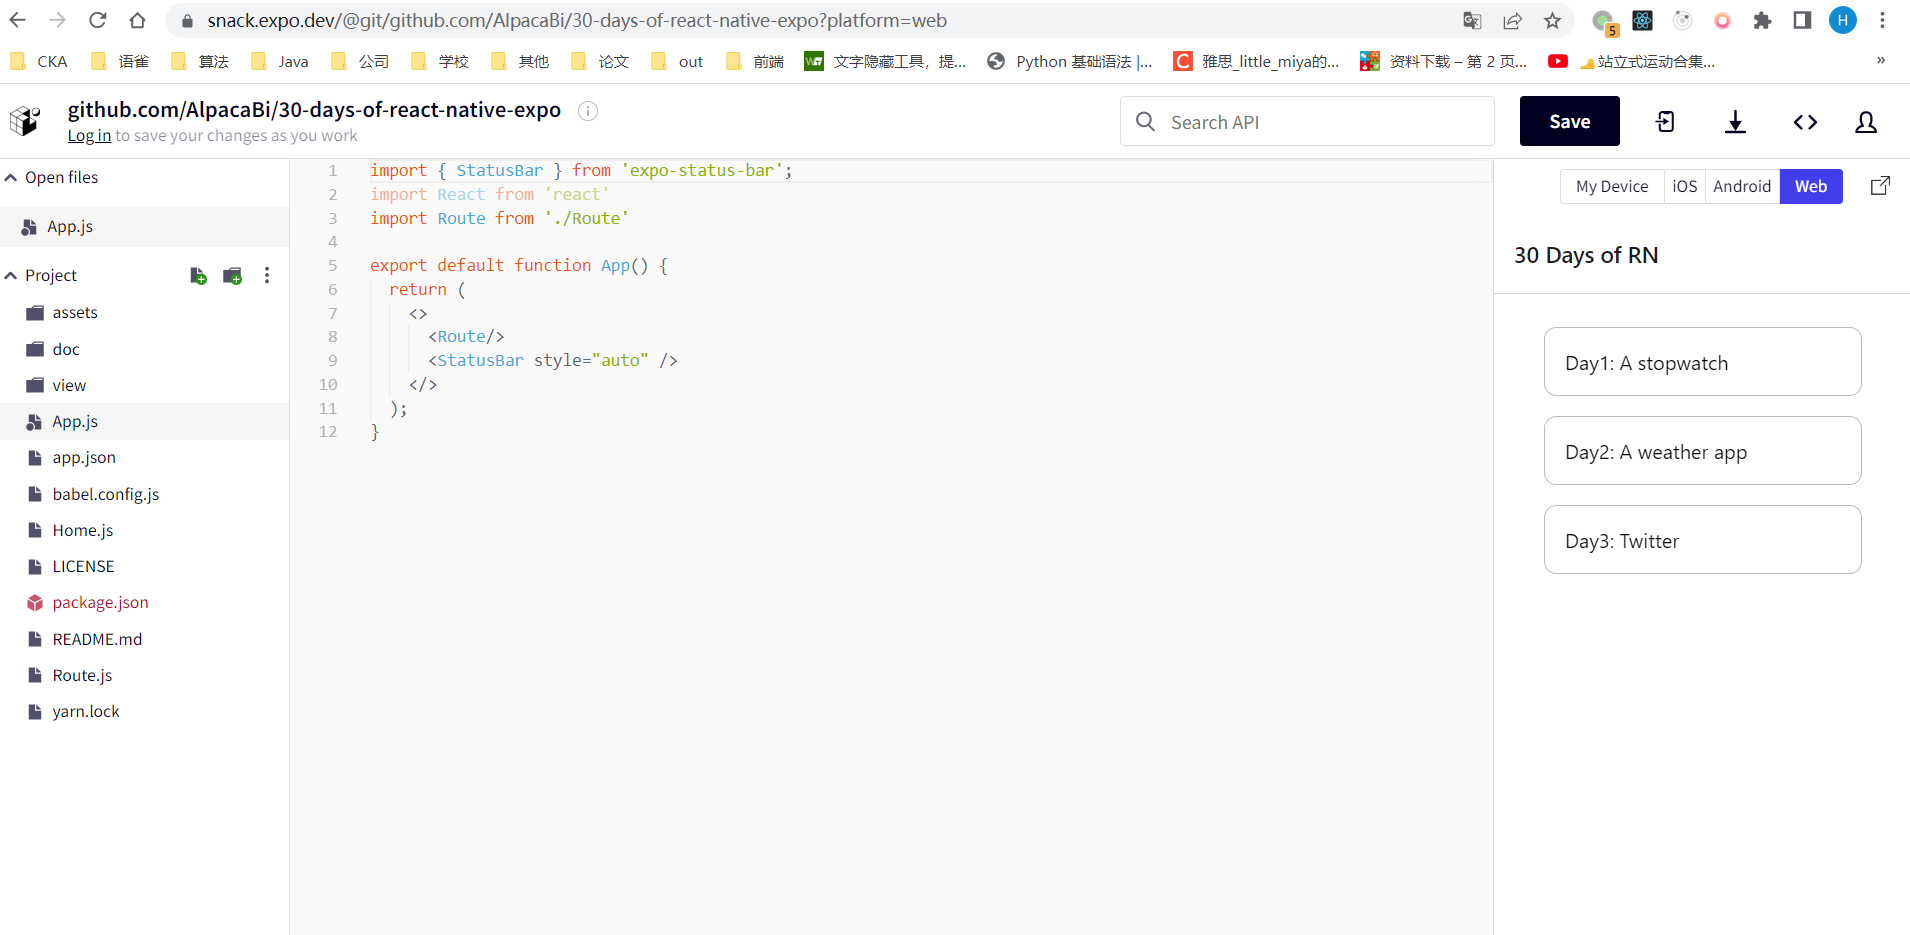 snack.expo.dev/@git/github.com/AlpacaBi/30-days-of-react-native-expo?platform=web
5
H
CKA
语雀
算法
Java
公司
学校
其他
论文
out
前端
文字隐藏工具，提...
Python 基础语法 |...
雅思_little_miya的...
资料下载 – 第 2 页...
站立式运动合集...
»
github.com/AlpacaBi/30-days-of-react-native-expo
Log in to save your changes as you work
Search API
Save
Open files
App.js
Project
assets
doc
view
App.js
app.json
babel.config.js
Home.js
LICENSE
package.json
README.md
Route.js
yarn.lock
1 import { StatusBar } from 'expo-status-bar';
2 import React from 'react'
3 import Route from './Route'
4
5 export default function App() {
6 return (
7 <>
8 <Route/>
9 <StatusBar style="auto" />
10 </>
11 );
12 }
My Device
iOS
Android
Web
30 Days of RN
Day1: A stopwatch
Day2: A weather app
Day3: Twitter